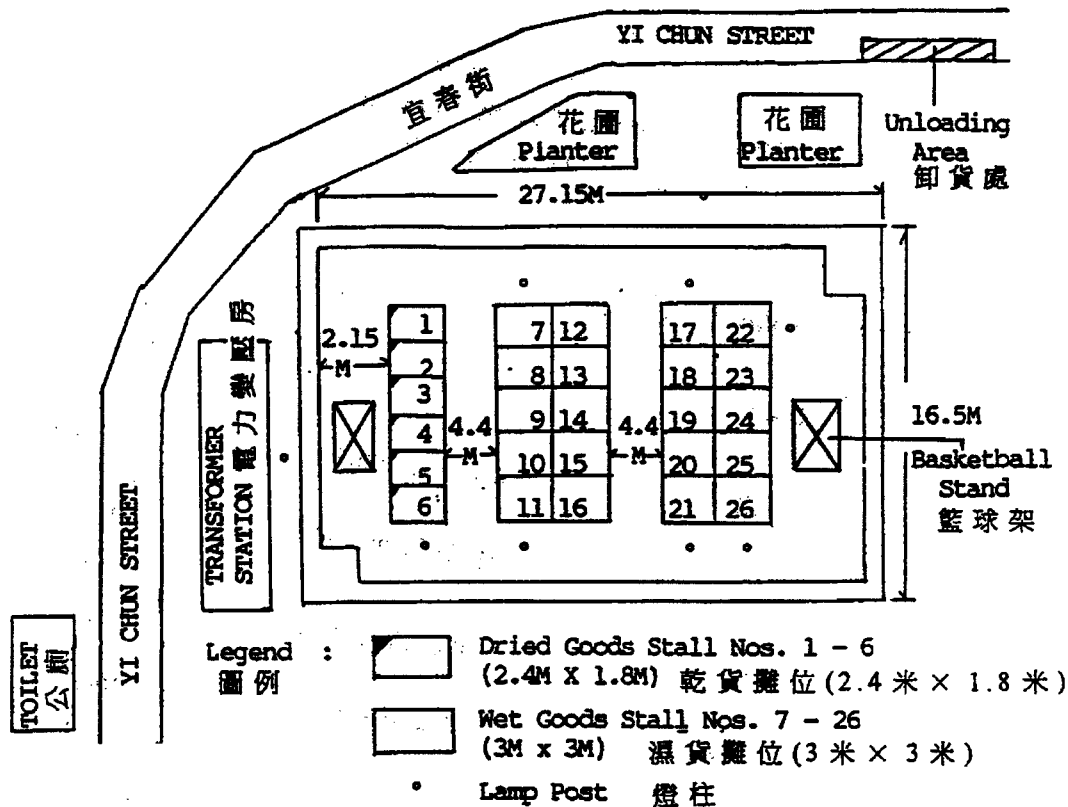 YI CHUN STREET
宜春街
花圃
Planter
花圃
Planter
Unloading
Area
卸貨處
27.15M
2.15
M
1
2
3
4
5
6
4.4
M
7 12
8 13
9 14
10 15
11 16
4.4
M
17 22
18 23
19 24
20 25
21 26
16.5M
Basketball
Stand
籃球架
TRANSFORMER
STATION 電力變壓房
YI CHUN STREET
TOILET
公廁
Legend :
圖例
Dried Goods Stall Nos. 1 - 6
(2.4M X 1.8M) 乾貨攤位(2.4 米 × 1.8 米)
Wet Goods Stall Nos. 7 - 26
(3M x 3M) 濕貨攤位(3 米 × 3 米)
Lamp Post 燈柱